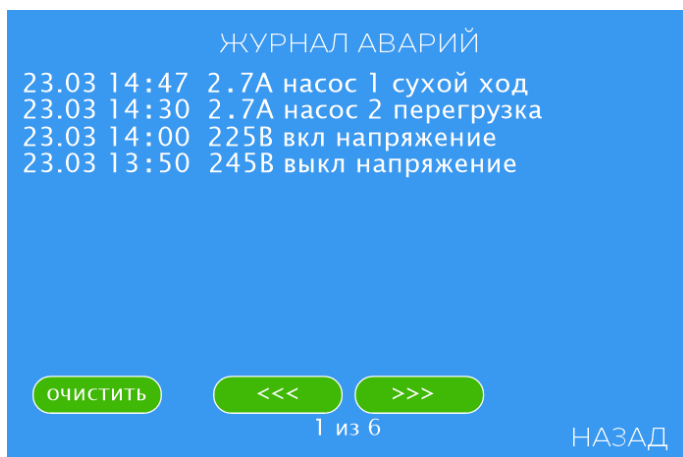 ЖУРНАЛ АВАРИЙ
23.03 14:47 2.7А насос 1 сухой ход
23.03 14:30 2.7А насос 2 перегрузка
23.03 14:00 225В вкл напряжение
23.03 13:50 245В выкл напряжение
ОЧИСТИТЬ <<< >>>
1 из 6
НАЗАД